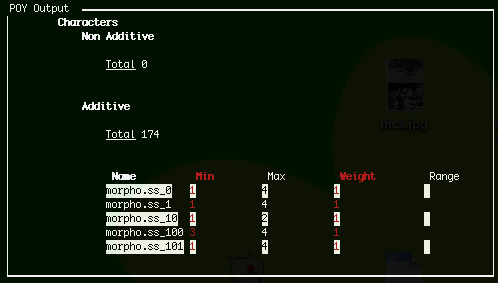 POY Output
Characters
Non Additive
Total 0
pics.jpg
Additive
Total 174
Name Min Max Weight Range
morpho.ss_0 1 4 1
morpho.ss_1 1 4 1
morpho.ss_10 1 2 1
morpho.ss_100 3 4 1
morpho.ss_101 1 4 1